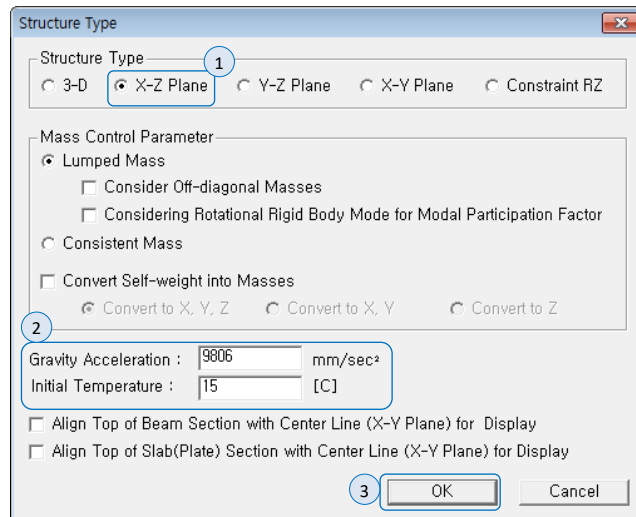 Structure Type
1
Structure Type
3-D X-Z Plane Y-Z Plane X-Y Plane Constraint RZ
Mass Control Parameter
Lumped Mass
Consider Off-diagonal Masses
Considering Rotational Rigid Body Mode for Modal Participation Factor
Consistent Mass
Convert Self-weight into Masses
Convert to X, Y, Z Convert to X, Y Convert to Z
2
Gravity Acceleration : 9806 mm/sec²
Initial Temperature : 15 [C]
Align Top of Beam Section with Center Line (X-Y Plane) for Display
Align Top of Slab(Plate) Section with Center Line (X-Y Plane) for Display
3 OK Cancel